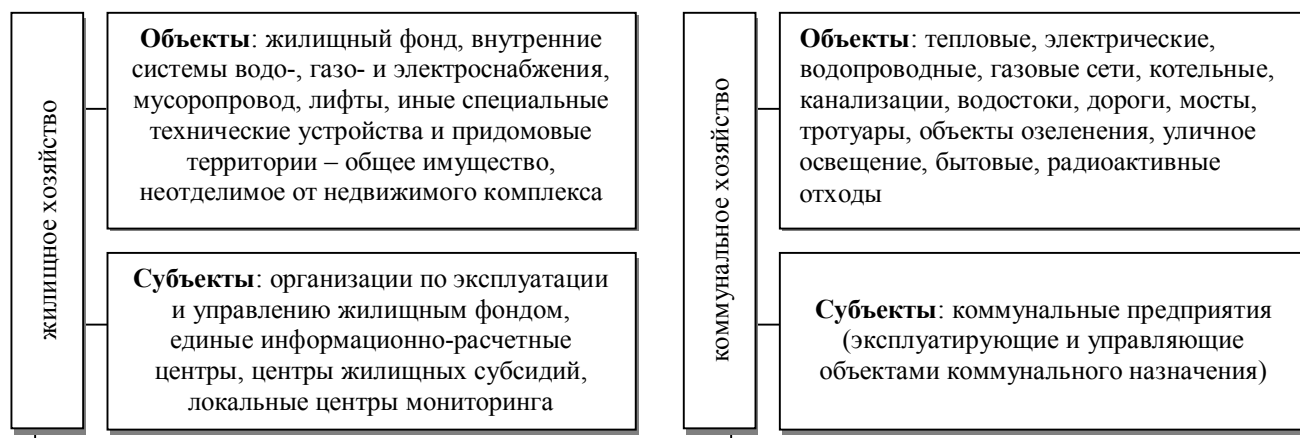 жилищное хозяйство
Объекты: жилищный фонд, внутренние
системы водо-, газо- и электроснабжения,
мусоропровод, лифты, иные специальные
технические устройства и придомовые
территории – общее имущество,
неотделимое от недвижимого комплекса
Субъекты: организации по эксплуатации
и управлению жилищным фондом,
единые информационно-расчетные
центры, центры жилищных субсидий,
локальные центры мониторинга
коммунальное хозяйство
Объекты: тепловые, электрические,
водопроводные, газовые сети, котельные,
канализации, водостоки, дороги, мосты,
тротуары, объекты озеленения, уличное
освещение, бытовые, радиоактивные
отходы
Субъекты: коммунальные предприятия
(эксплуатирующие и управляющие
объектами коммунального назначения)